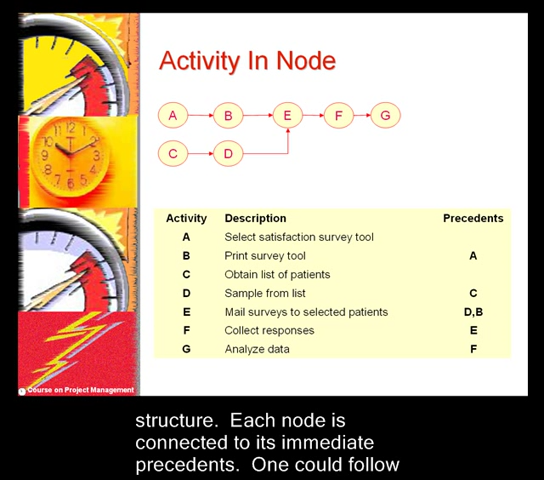 Activity In Node
A B E F G
C D
Activity Description Precedents
A Select satisfaction survey tool
B Print survey tool A
C Obtain list of patients
D Sample from list C
E Mail surveys to selected patients D,B
F Collect responses E
G Analyze data F
Course on Project Management
structure. Each node is
connected to its immediate
precedents. One could follow